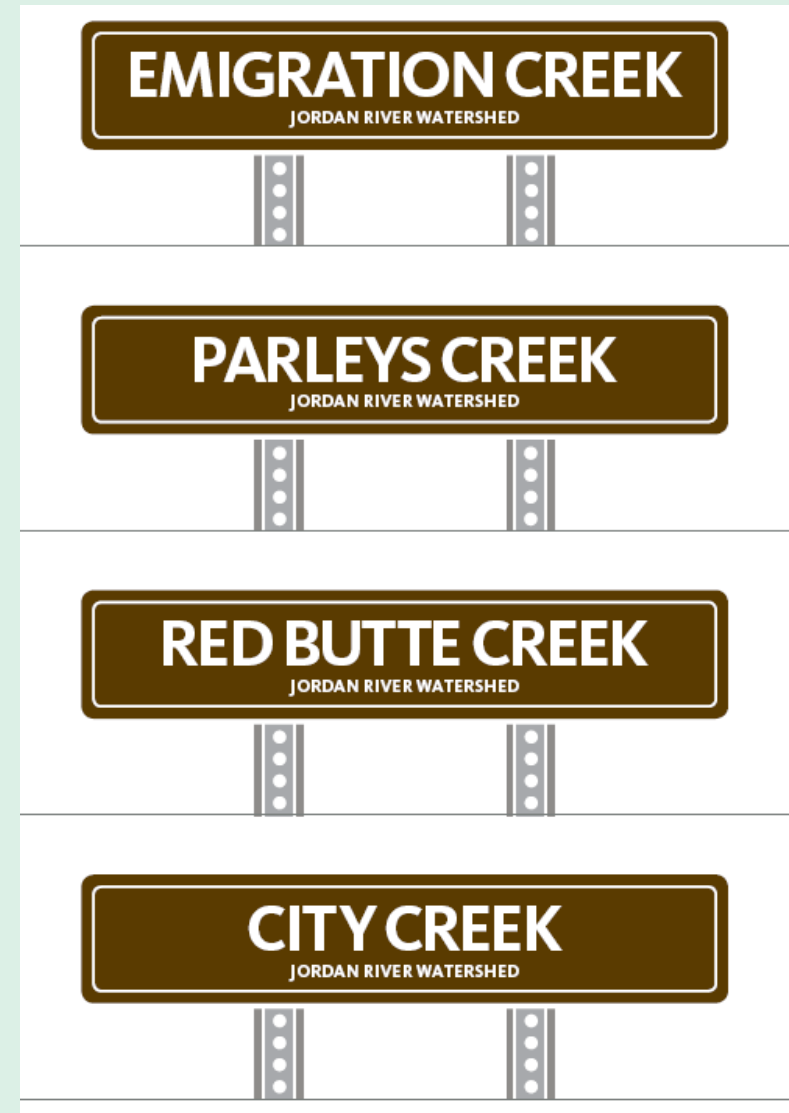 EMIGRATION CREEK
JORDAN RIVER WATERSHED
PARLEYS CREEK
JORDAN RIVER WATERSHED
RED BUTTE CREEK
JORDAN RIVER WATERSHED
CITY CREEK
JORDAN RIVER WATERSHED